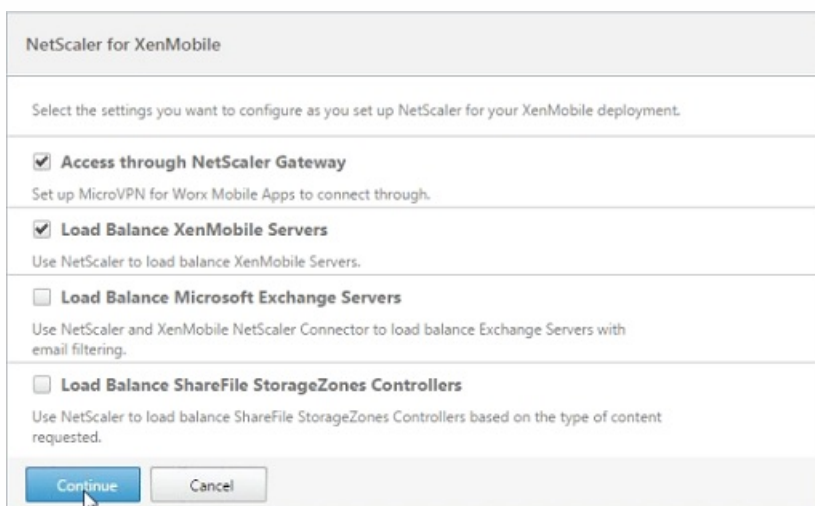 NetScaler for XenMobile
Select the settings you want to configure as you set up NetScaler for your XenMobile deployment.
Access through NetScaler Gateway
Set up MicroVPN for Worx Mobile Apps to connect through.
Load Balance XenMobile Servers
Use NetScaler to load balance XenMobile Servers.
Load Balance Microsoft Exchange Servers
Use NetScaler and XenMobile NetScaler Connector to load balance Exchange Servers with
email filtering.
Load Balance ShareFile StorageZones Controllers
Use NetScaler to load balance ShareFile StorageZones Controllers based on the type of content
requested.
Continue Cancel